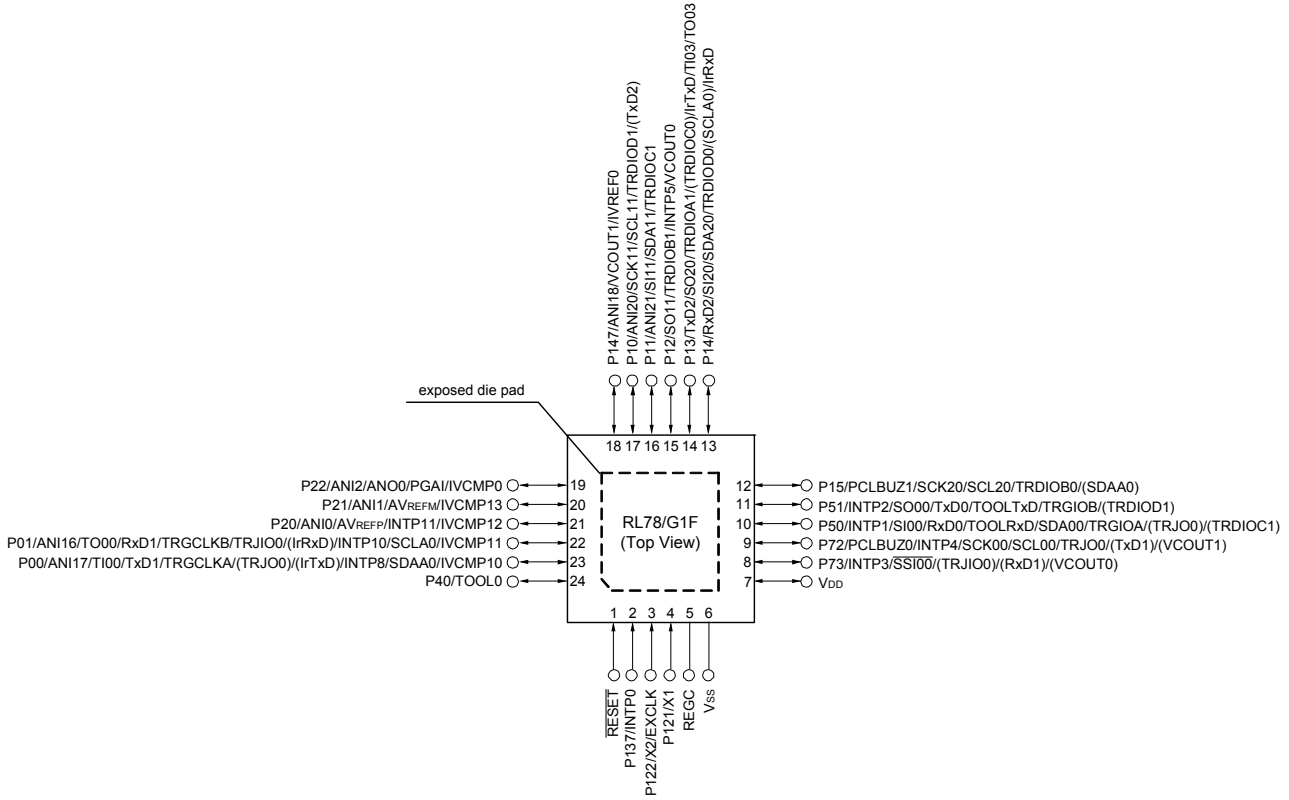 P147/ANI18/VCOUT1/IVREF0
P10/ANI20/SCK11/SCL11/TRDIOD1/(TxD2)
P11/ANI21/SI11/SDA11/TRDIOC1
P12/SO11/TRDIOB1/INTP5/VCOUT0
P13/TxD2/SO20/TRDIOA1/(TRDIOC0)/IrTxD/TI03/TO03
P14/RxD2/SI20/SDA20/TRDIOD0/(SCLA0)/IrRxD
exposed die pad
18 17 16 15 14 13
P22/ANI2/ANO0/PGAI/IVCMP0 19
P21/ANI1/AVREFM/IVCMP13 20
P20/ANI0/AVREFP/INTP11/IVCMP12 21
P01/ANI16/TO00/RxD1/TRGCLKB/TRJIO0/(IrRxD)/INTP10/SCLA0/IVCMP11 22
P00/ANI17/TI00/TxD1/TRGCLKA/(TRJO0)/(IrTxD)/INTP8/SDAA0/IVCMP10 23
P40/TOOL0 24
RL78/G1F
(Top View)
12 P15/PCLBUZ1/SCK20/SCL20/TRDIOB0/(SDAA0)
11 P51/INTP2/SO00/TxD0/TOOLTxD/TRGIOB/(TRDIOD1)
10 P50/INTP1/SI00/RxD0/TOOLRxD/SDA00/TRGIOA/(TRJO0)/(TRDIOC1)
9 P72/PCLBUZ0/INTP4/SCK00/SCL00/TRJO0/(TxD1)/(VCOUT1)
8 P73/INTP3/SSI00/(TRJIO0)/(RxD1)/(VCOUT0)
7 VDD
1 2 3 4 5 6
RESET
P137/INTP0
P122/X2/EXCLK
P121/X1
REGC
VSS